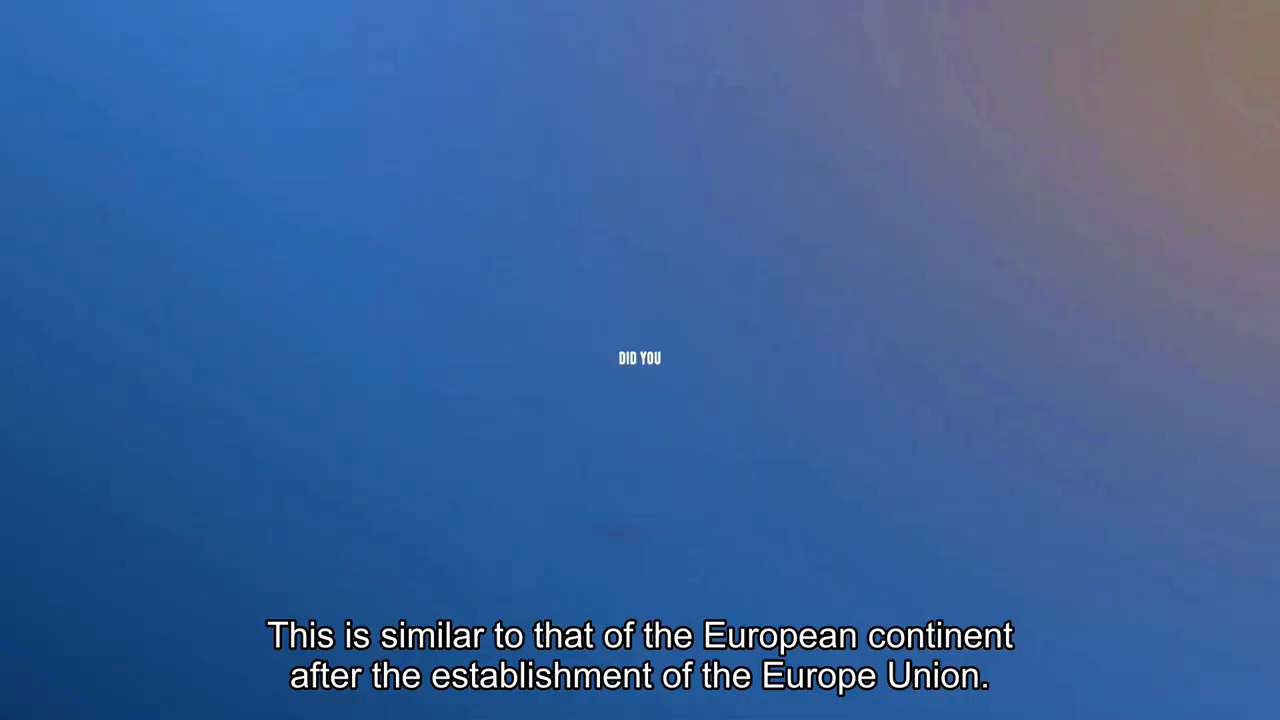 DID YOU
This is similar to that of the European continent
after the establishment of the Europe Union.